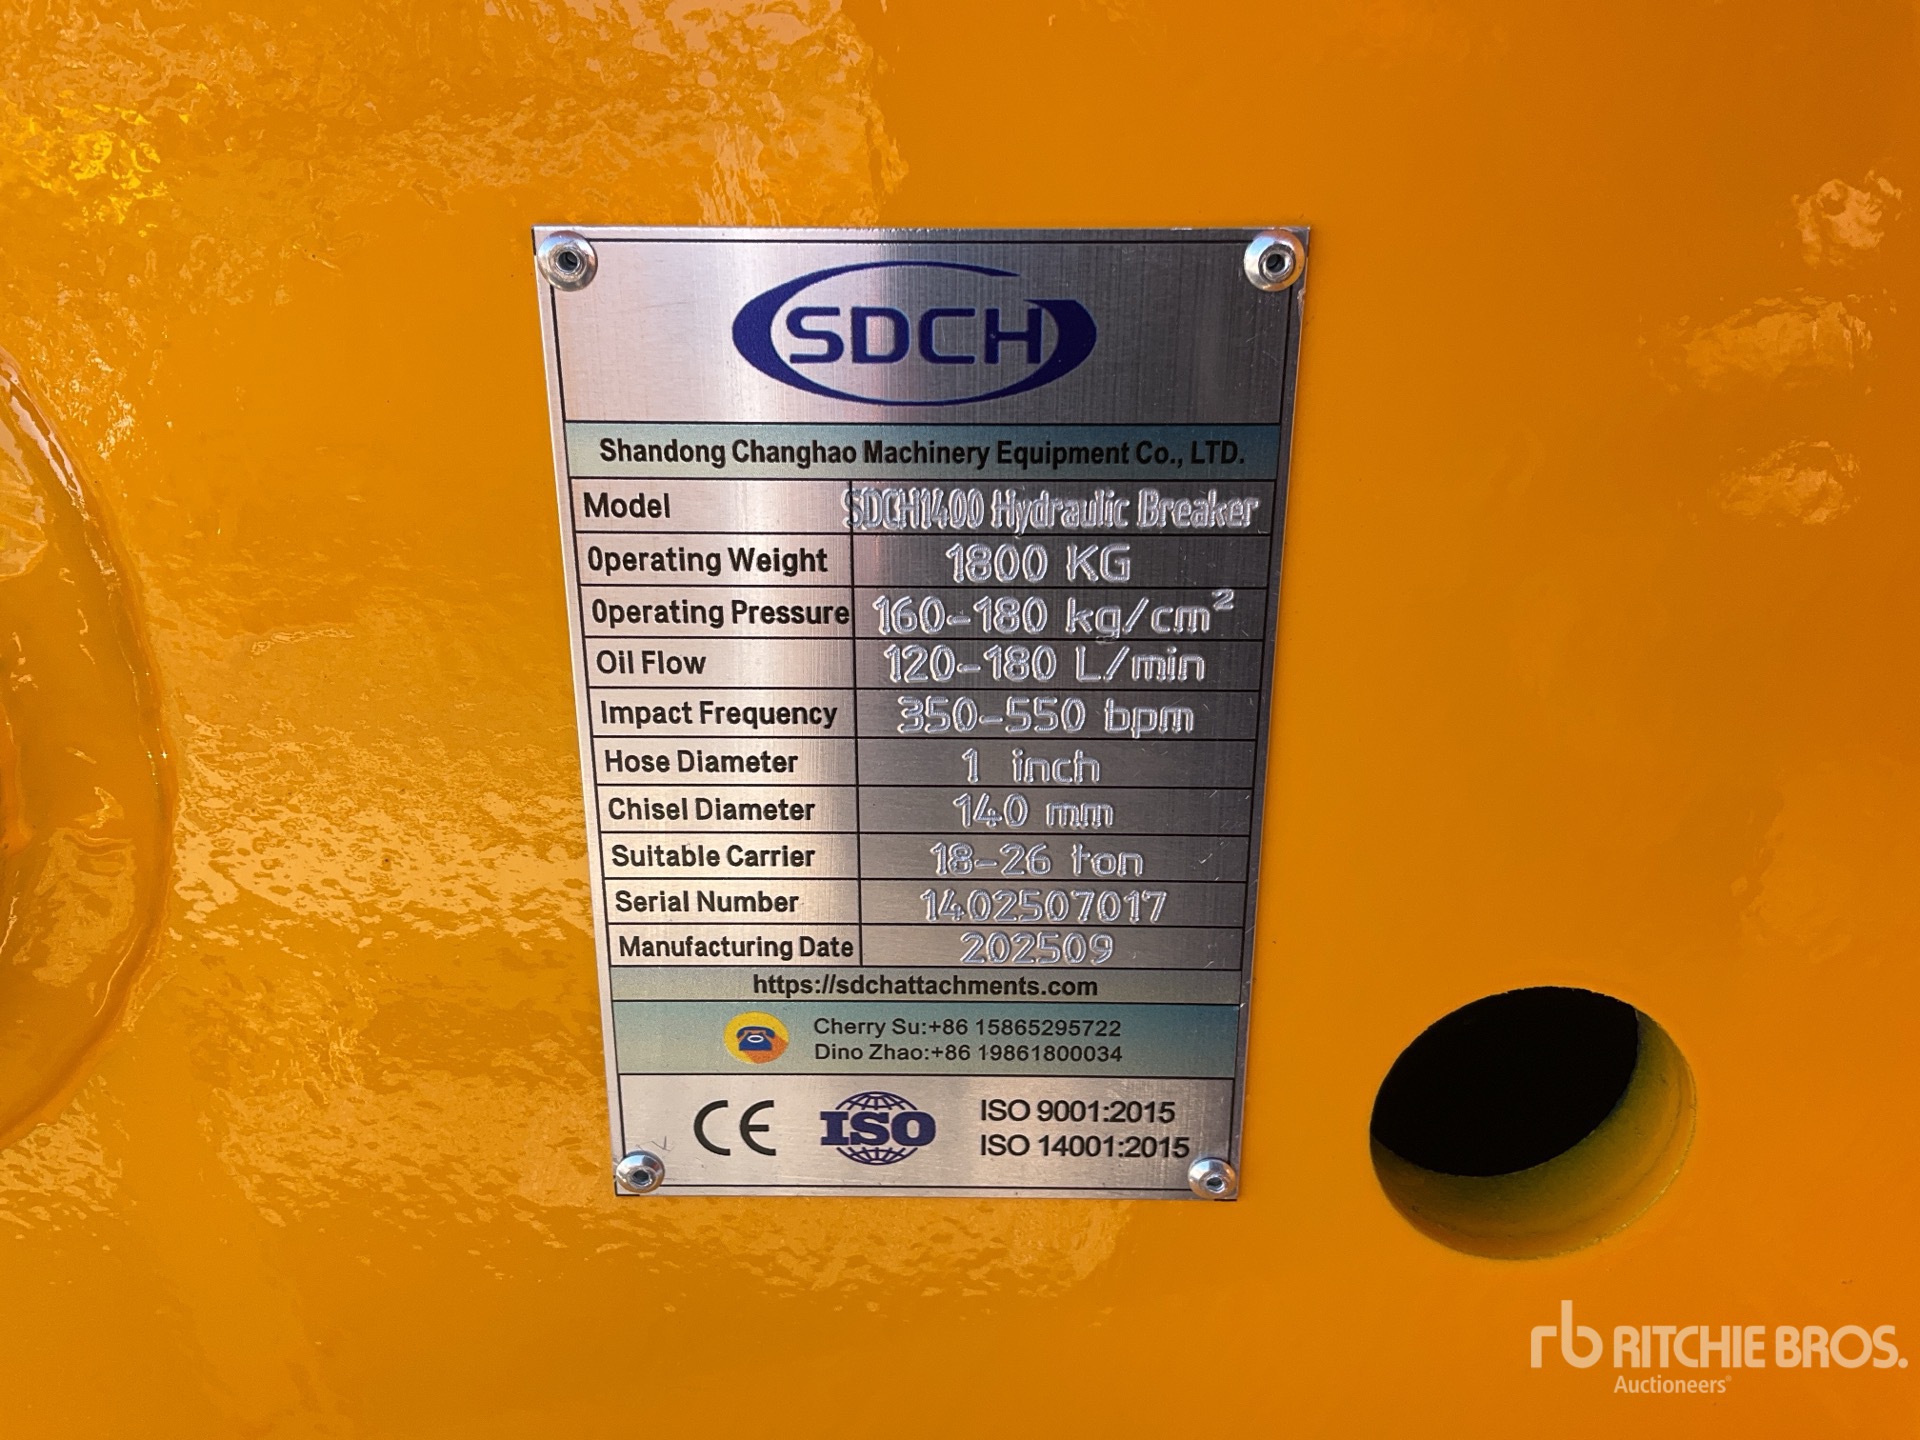 SDCH
Shandong Changhao Machinery Equipment Co., LTD.
Model SDCH1400 Hydraulic Breaker
Operating Weight 1800 KG
Operating Pressure 160-180 kg/cm²
Oil Flow 120-180 L/min
Impact Frequency 350-550 bpm
Hose Diameter 1 inch
Chisel Diameter 140 mm
Suitable Carrier 18-26 ton
Serial Number 1402507017
Manufacturing Date 202509
https://sdchattachments.com
Cherry Su:+86 15865295722
Dino Zhao:+86 19861800034
CE ISO ISO 9001:2015
ISO 14001:2015
rb RITCHIE BROS.
Auctioneers®